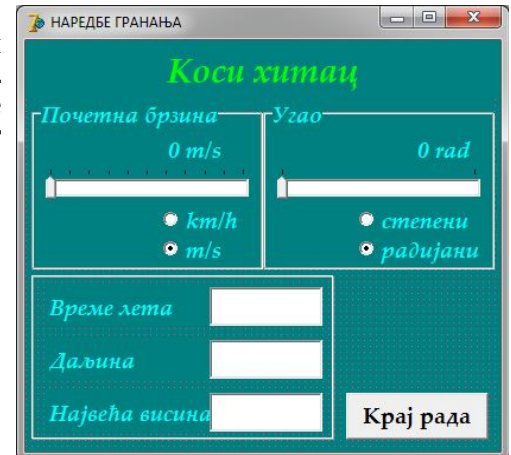 НАРЕДБЕ ГРАНАЊА
Коси хитац
Почетна брзина
0 m/s
km/h
m/s
Угао
0 rad
степени
радијани
Време лета
Даљина
Највећа висина
Крај рада